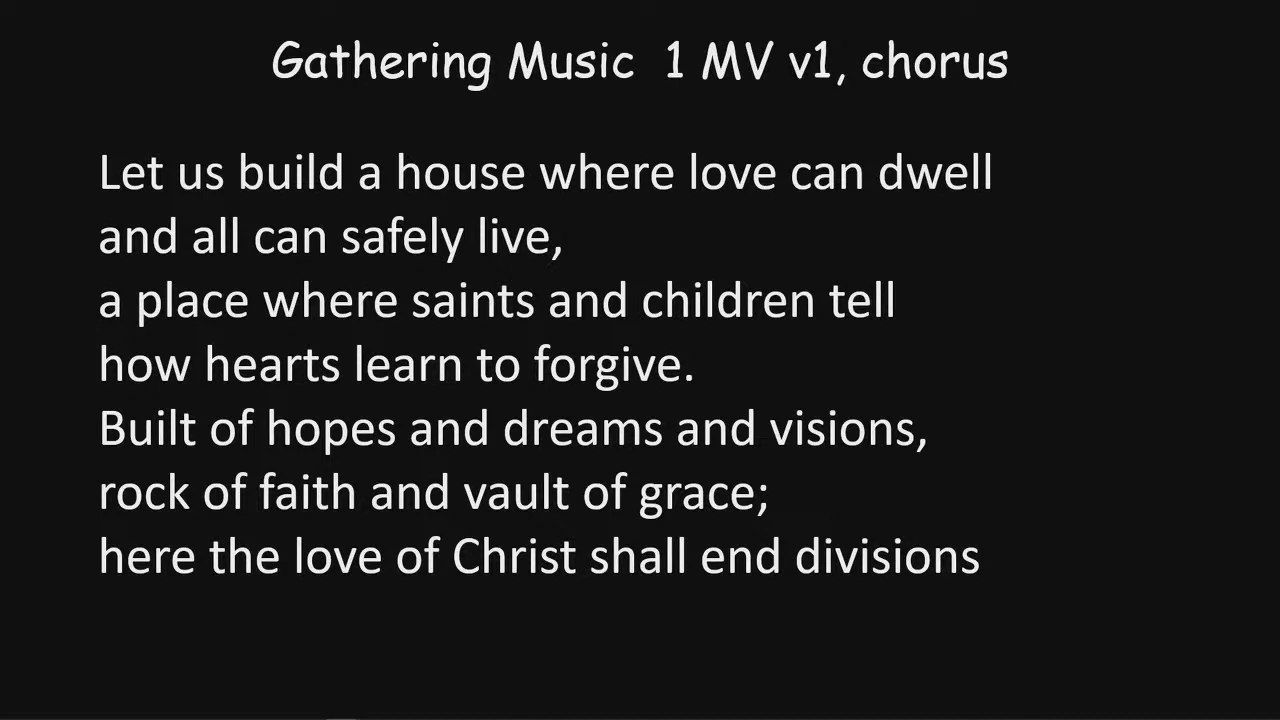 Gathering Music  1 MV v1, chorus
Let us build a house where love can dwell
and all can safely live,
a place where saints and children tell
how hearts learn to forgive.
Built of hopes and dreams and visions,
rock of faith and vault of grace;
here the love of Christ shall end divisions